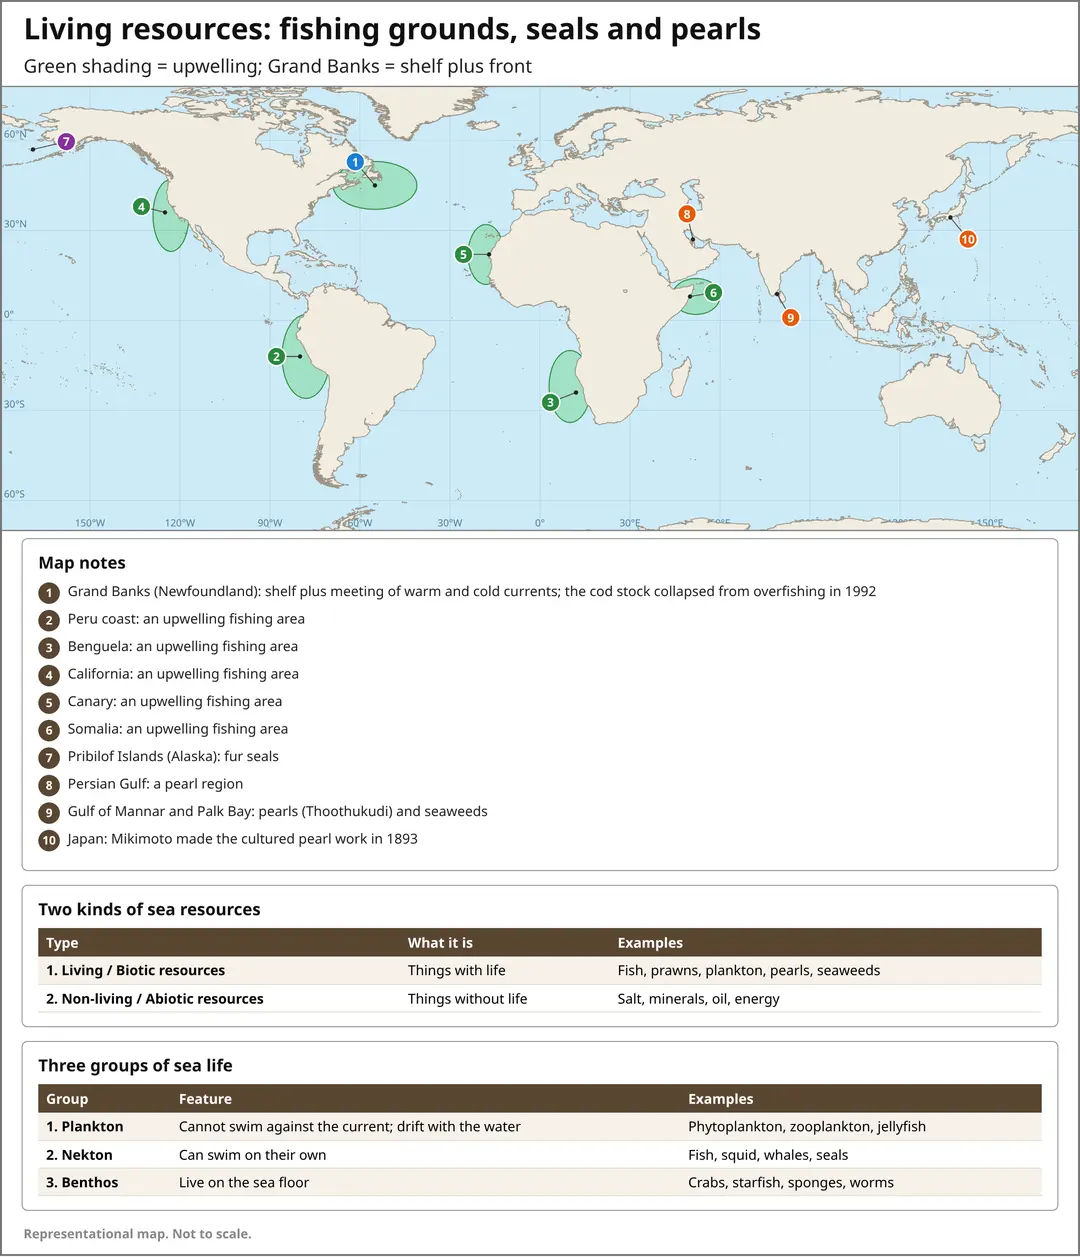 Living resources: fishing grounds, seals and pearls
Green shading = upwelling; Grand Banks = shelf plus front
60°N
7
1
4
8
30°N
10
5
6
0°
9
2
3
30°S
60°S
150°W 120°W 90°W 60°W 30W 0° 30°E 60°E 150°E
Map notes
1 Grand Banks (Newfoundland): shelf plus meeting of warm and cold currents; the cod stock collapsed from overfishing in 1992
2 Peru coast: an upwelling fishing area
3 Benguela: an upwelling fishing area
4 California: an upwelling fishing area
5 Canary: an upwelling fishing area
6 Somalia: an upwelling fishing area
7 Pribilof Islands (Alaska): fur seals
8 Persian Gulf: a pearl region
9 Gulf of Mannar and Palk Bay: pearls (Thoothukudi) and seaweeds
10 Japan: Mikimoto made the cultured pearl work in 1893
Two kinds of sea resources
Type What it is Examples
1. Living / Biotic resources Things with life Fish, prawns, plankton, pearls, seaweeds
2. Non-living / Abiotic resources Things without life Salt, minerals, oil, energy
Three groups of sea life
Group Feature Examples
1. Plankton Cannot swim against the current; drift with the water Phytoplankton, zooplankton, jellyfish
2. Nekton Can swim on their own Fish, squid, whales, seals
3. Benthos Live on the sea floor Crabs, starfish, sponges, worms
Representational map. Not to scale.